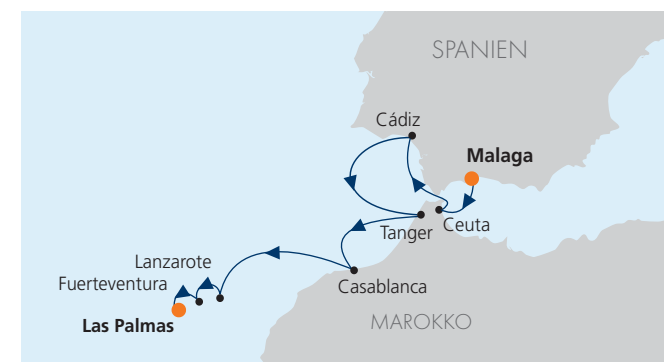 SPANIEN
Cádiz
Malaga
Ceuta
Tanger
Lanzarote
Fuerteventura
Casablanca
Las Palmas
MAROKKO